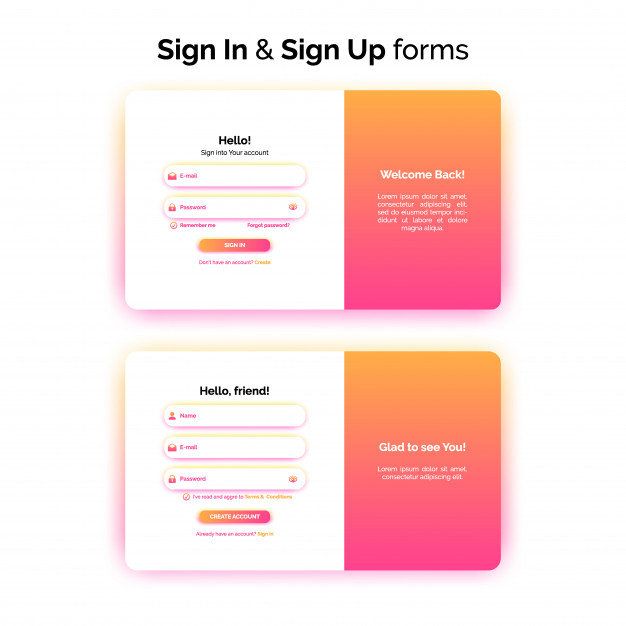 Sign In & Sign Up forms
Hello!
Sign into Your account
E-mail
Password
Remember me Forgot password?
SIGN IN
Don't have an account? Create
Welcome Back!
Lorem ipsum dolor sit amet,
consectetur adipiscing elit,
sed do eiusmod tempor inci-
didunt ut labore et dolore
magna aliqua.
Hello, friend!
Name
E-mail
Password
I've read and aggre to Terms & Conditions
CREATE ACCOUNT
Already have an account? Sign in
Glad to see You!
Lorem ipsum dolor sit amet,
consectetur adipiscing elit.